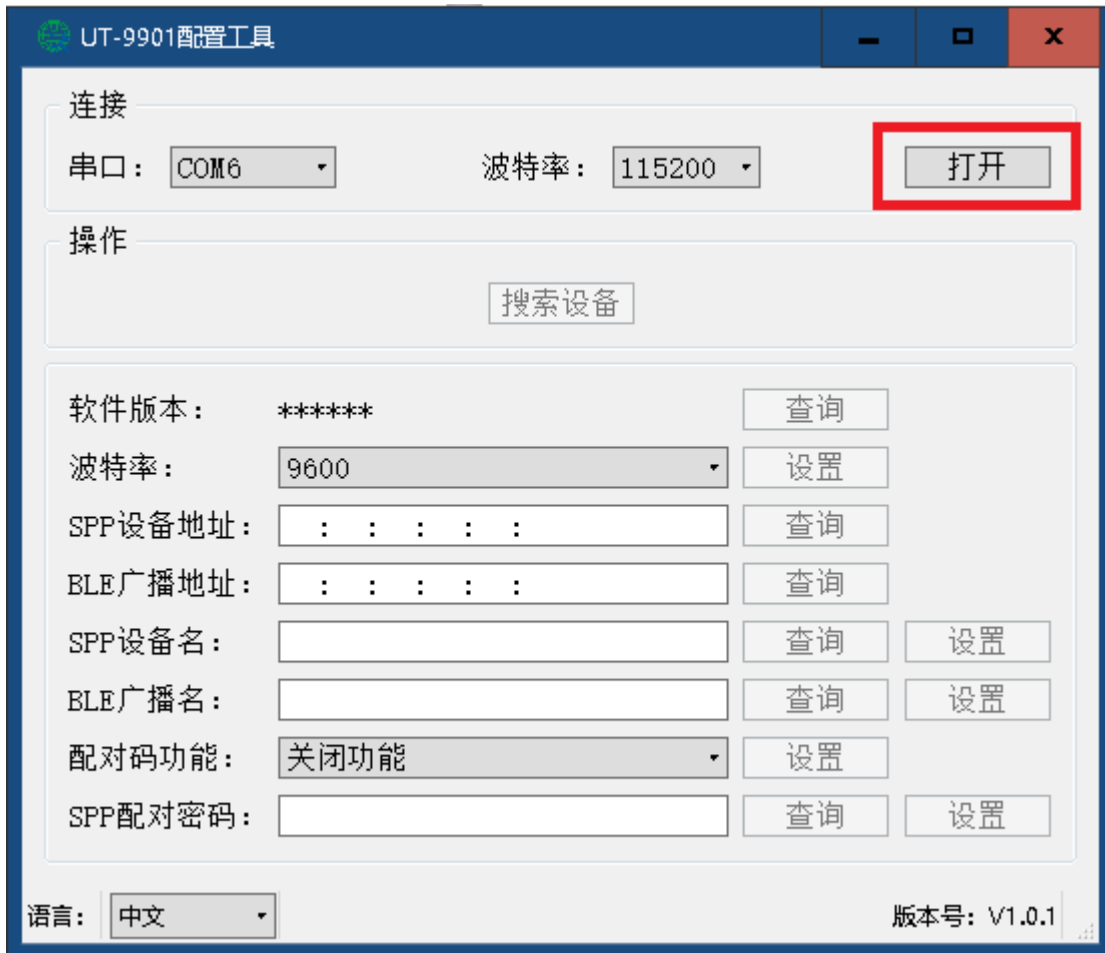 UT-9901配置工具
连接
串口： COM6 波特率： 115200 打开
操作
搜索设备
软件版本： ****** 查询
波特率： 9600 设置
SPP设备地址： : : : : : 查询
BLE广播地址： : : : : : 查询
SPP设备名： 查询 设置
BLE广播名： 查询 设置
配对码功能： 关闭功能 设置
SPP配对密码： 查询 设置
语言： 中文 版本号：V1.0.1